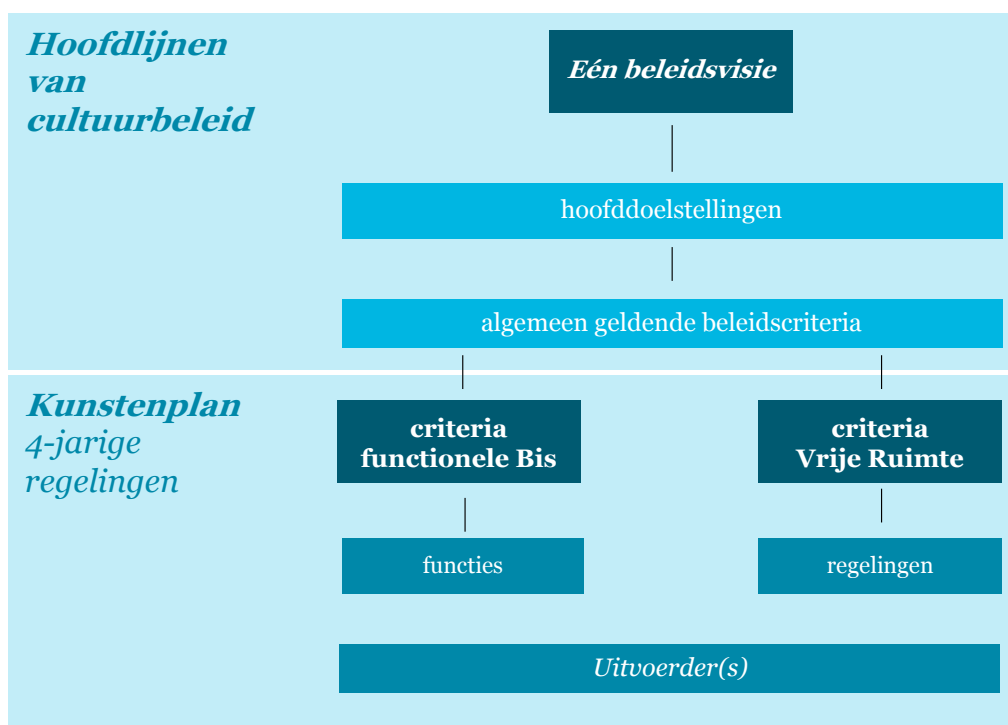 Hoofdlijnen
van
cultuurbeleid
Eén beleidsvisie
hoofddoelstellingen
algemeen geldende beleidscriteria
Kunstenplan
4-jarige
regelingen
criteria
functionele Bis
criteria
Vrije Ruimte
functies
regelingen
Uitvoerder(s)